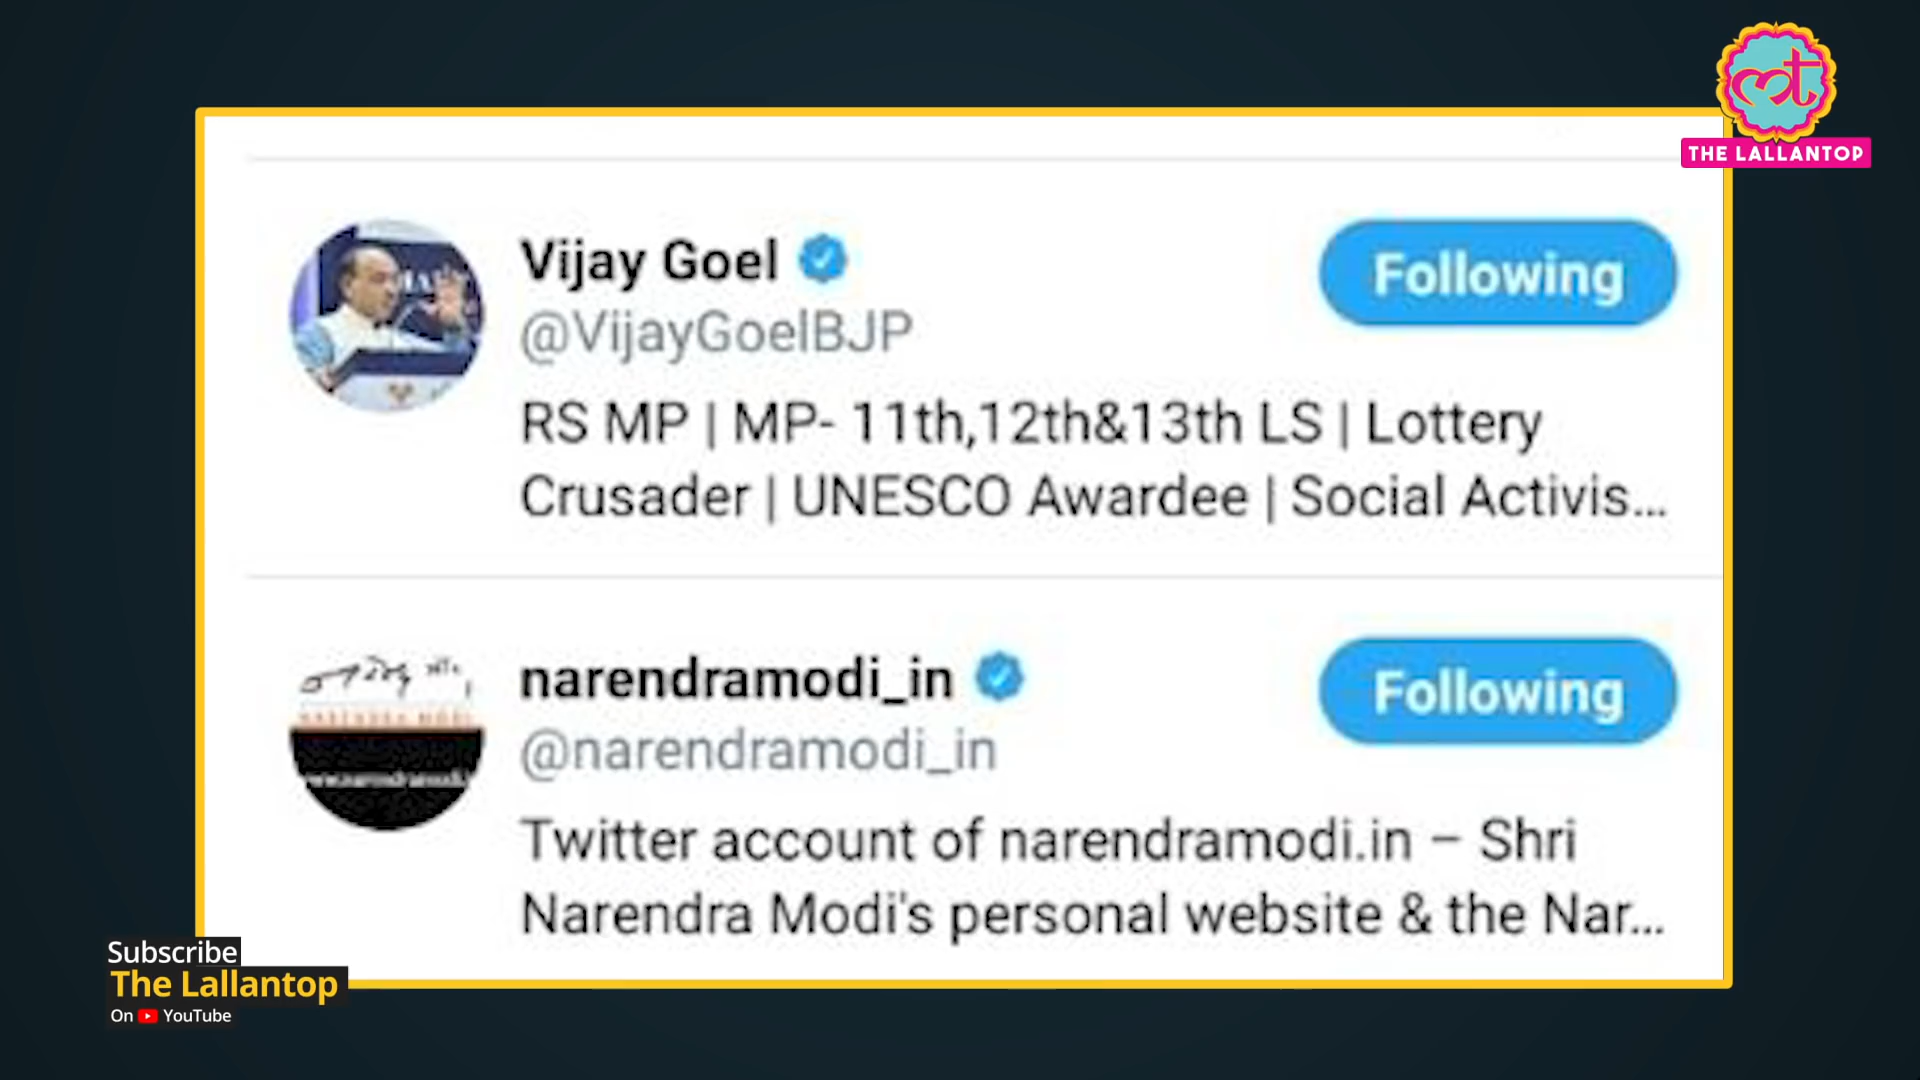 THE LALLANTOP
Vijay Goel
Following
@VijayGoelBJP
RS MP | MP- 11th,12th&13th LS | Lottery
Crusader | UNESCO Awardee | Social Activis...
narendramodi_in
Following
@narendramodi_in
Twitter account of narendramodi.in – Shri
Narendra Modi's personal website & the Nar...
Subscribe
The Lallantop
On YouTube